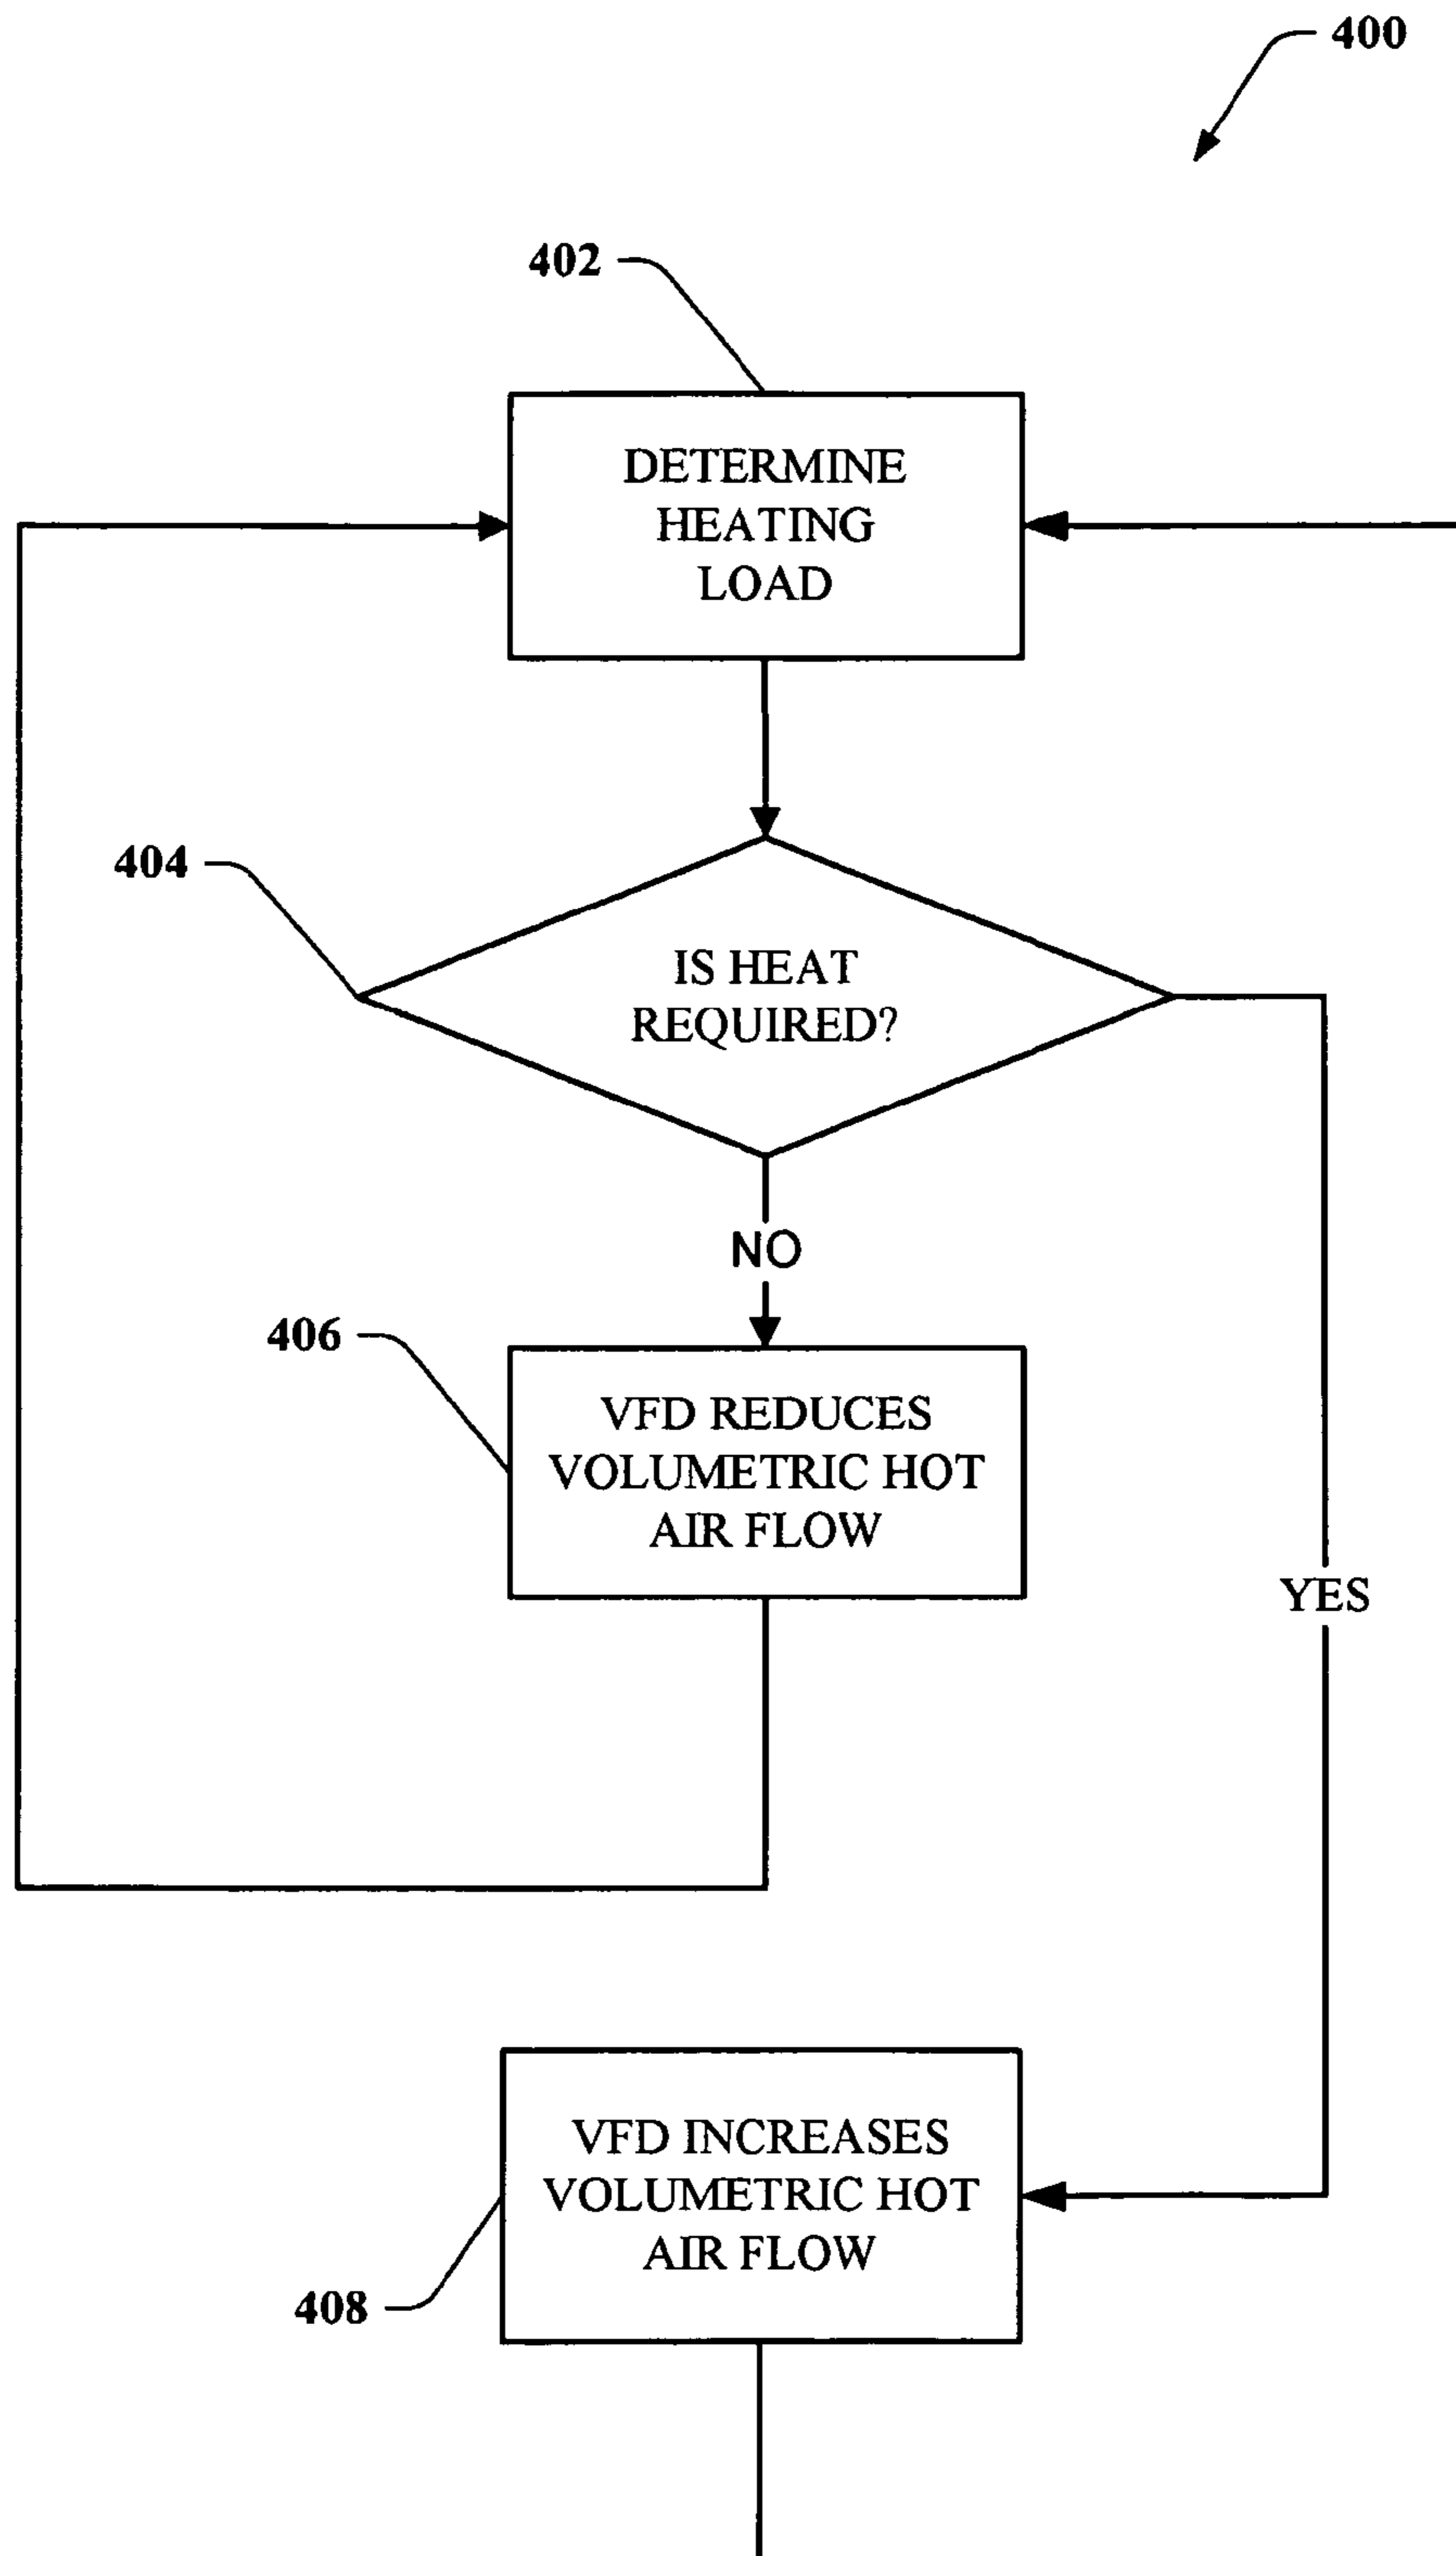 400
402
DETERMINE
HEATING
LOAD
404
IS HEAT
REQUIRED?
NO
406
VFD REDUCES
VOLUMETRIC HOT
AIR FLOW
YES
VFD INCREASES
VOLUMETRIC HOT
AIR FLOW
408